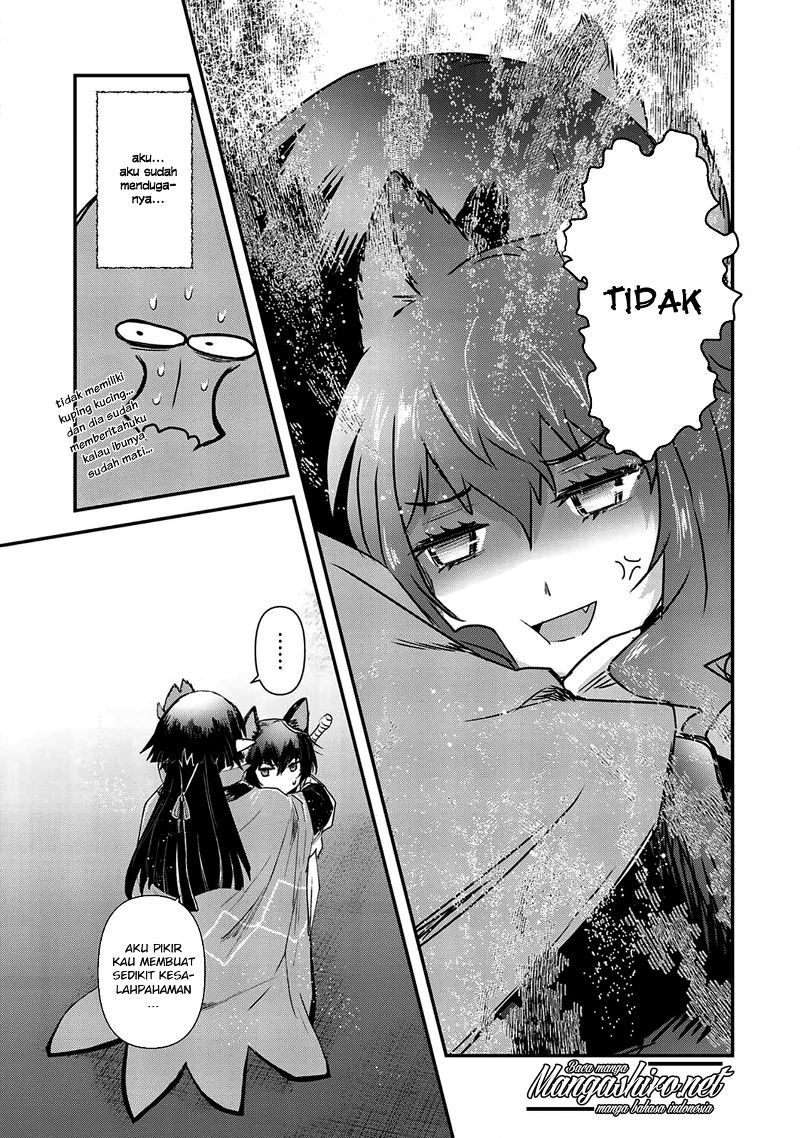 TIDAK
aku...
aku sudah
menduga-
nya...
tidak memiliki
kuping kucing...
dan dia sudah
memberitahuku
kalau ibunya
sudah mati...
......
AKU PIKIR
KAU MEMBUAT
SEDIKIT KESA-
LAHPAHAMAN
...
Baca manga
Mangashiro.net
manga bahasa indonesia